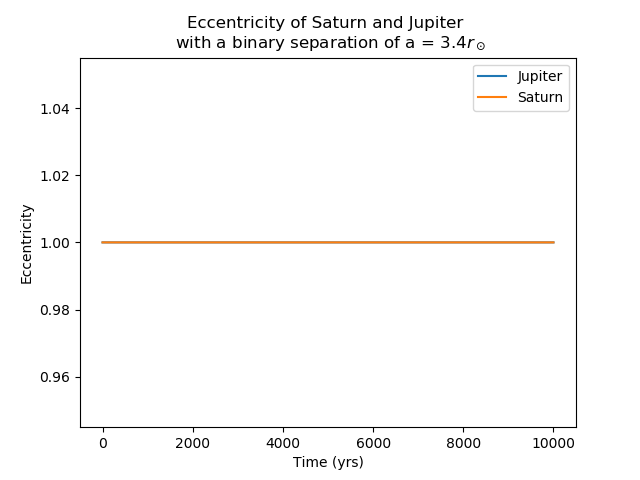 Eccentricity of Saturn and Jupiter
with a binary separation of a = 3.4r⊙
Jupiter
Saturn
1.04
1.02
1.00
0.98
0.96
Eccentricity
0 2000 4000 6000 8000 10000
Time (yrs)